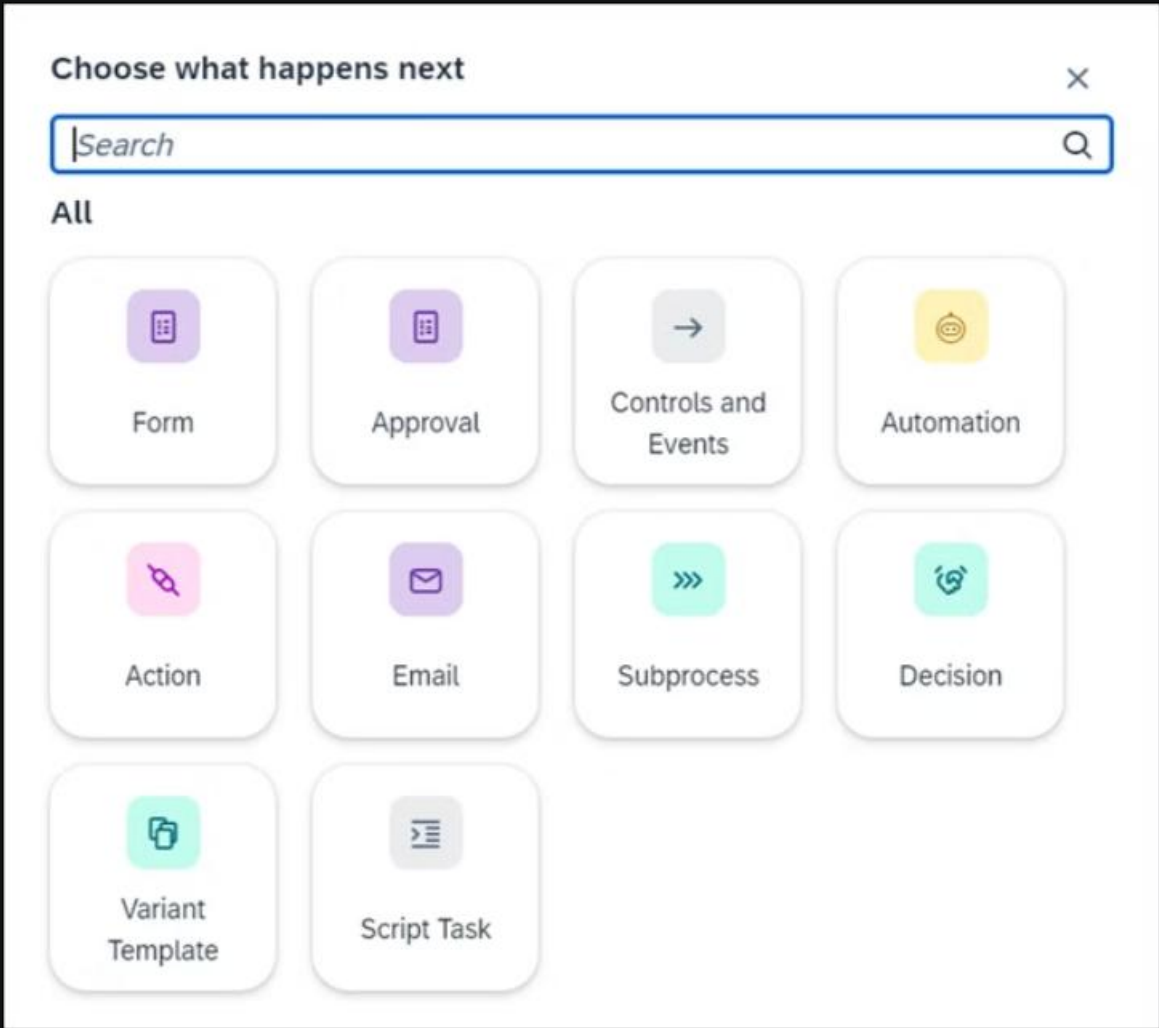 Choose what happens next
Search
All
Form
Approval
Controls and
Events
Automation
Action
Email
Subprocess
Decision
Variant
Template
Script Task